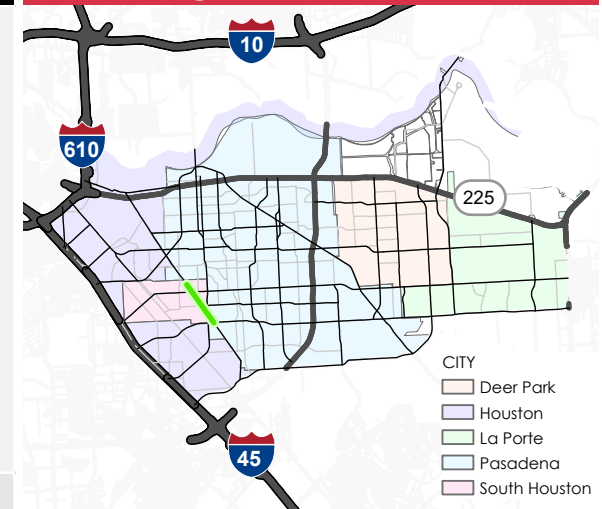 10
610
225
45
CITY
Deer Park
Houston
La Porte
Pasadena
South Houston